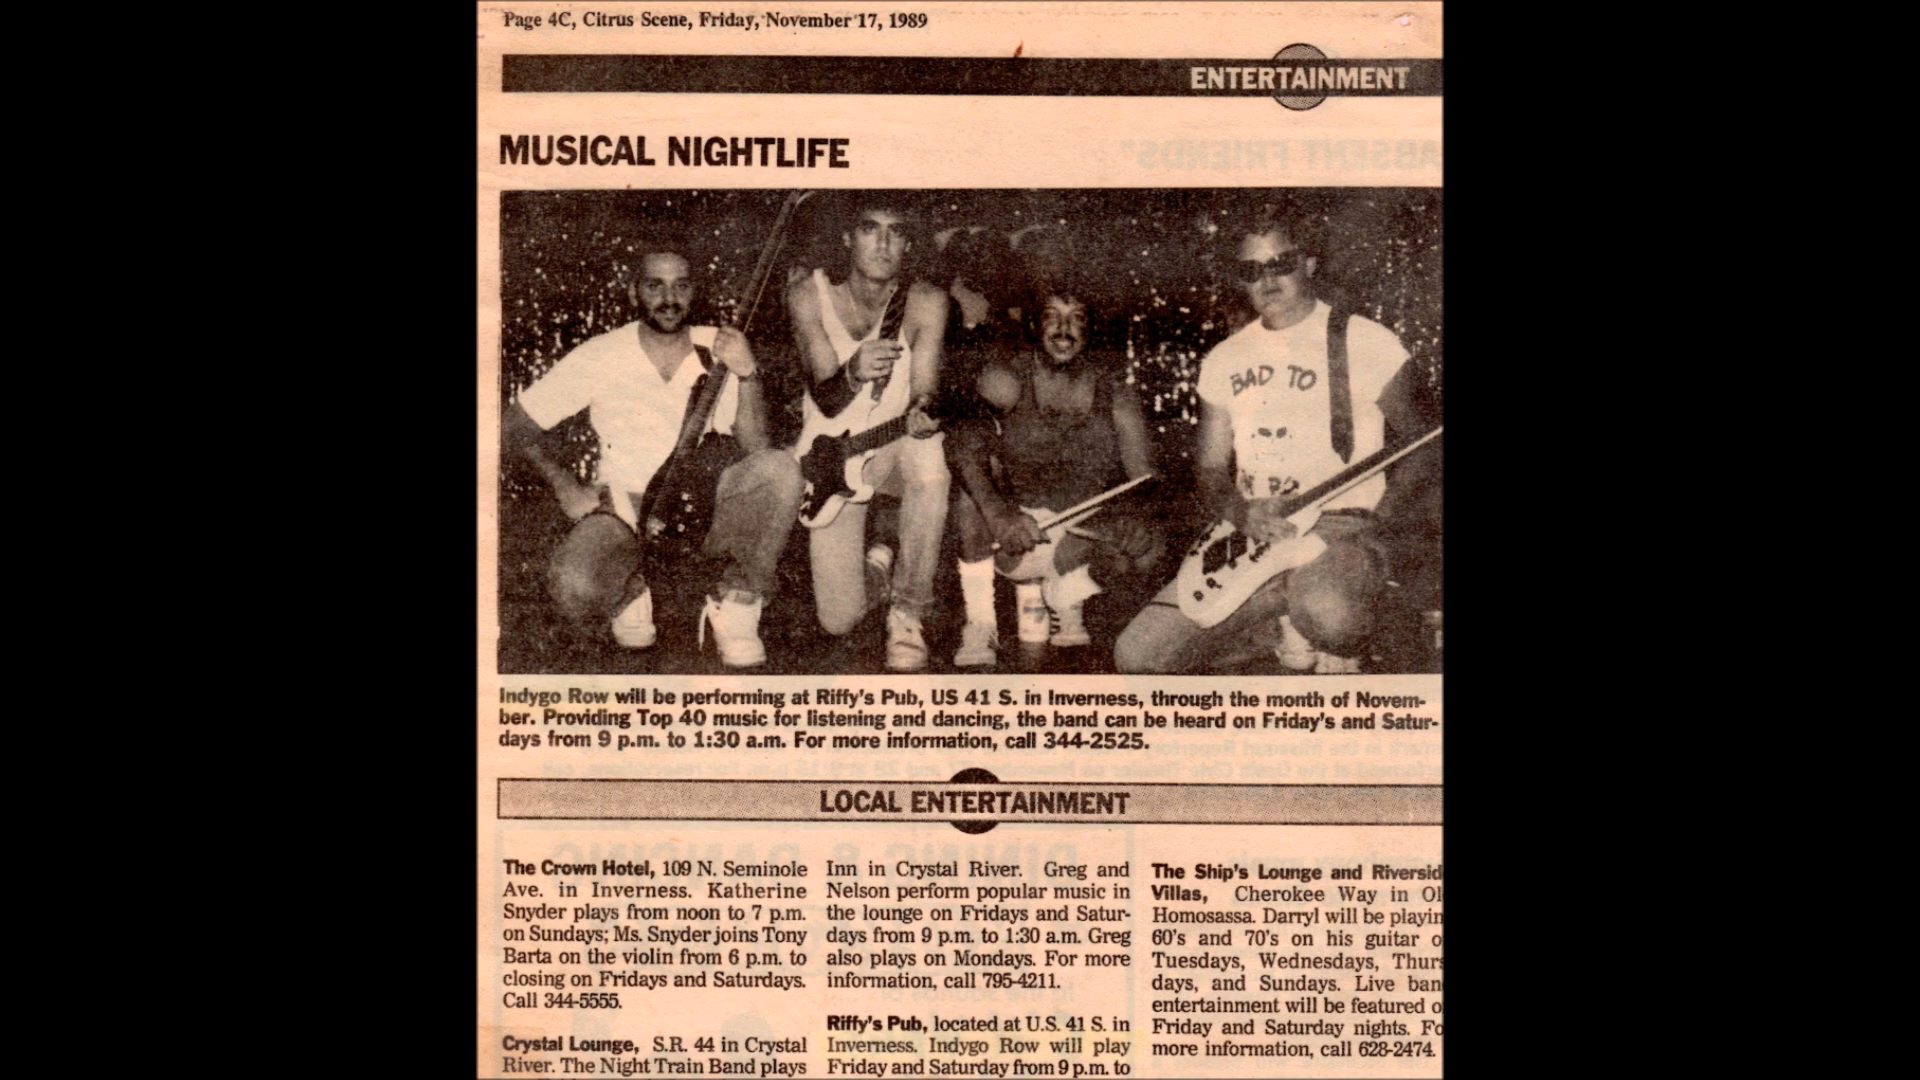 Page 4C, Citrus Scene, Friday, November 17, 1989
ENTERTAINMENT
MUSICAL NIGHTLIFE
BAD TO
Indygo Row will be performing at Riffy's Pub, US 41 S. in Inverness, through the month of Novem-
ber. Providing Top 40 music for listening and dancing, the band can be heard on Friday's and Satur-
days from 9 p.m. to 1:30 a.m. For more information, call 344-2525.
LOCAL ENTERTAINMENT
The Crown Hotel, 109 N. Seminole
Ave. in Inverness. Katherine
Snyder plays from noon to 7 p.m.
on Sundays; Ms. Snyder joins Tony
Barta on the violin from 6 p.m. to
closing on Fridays and Saturdays.
Call 344-5555.
Crystal Lounge, S.R. 44 in Crystal
River. The Night Train Band plays
Inn in Crystal River. Greg and
Nelson perform popular music in
the lounge on Fridays and Satur-
days from 9 p.m. to 1:30 a.m. Greg
also plays on Mondays. For more
information, call 795-4211.
Riffy's Pub, located at U.S. 41 S. in
Inverness. Indygo Row will play
Friday and Saturday from 9 p.m. to
The Ship's Lounge and Riversid
Villas, Cherokee Way in Ol
Homosassa. Darryl will be playin
60's and 70's on his guitar o
Tuesdays, Wednesdays, Thurs
days, and Sundays. Live ban
entertainment will be featured o
Friday and Saturday nights. Fo
more information, call 628-2474.